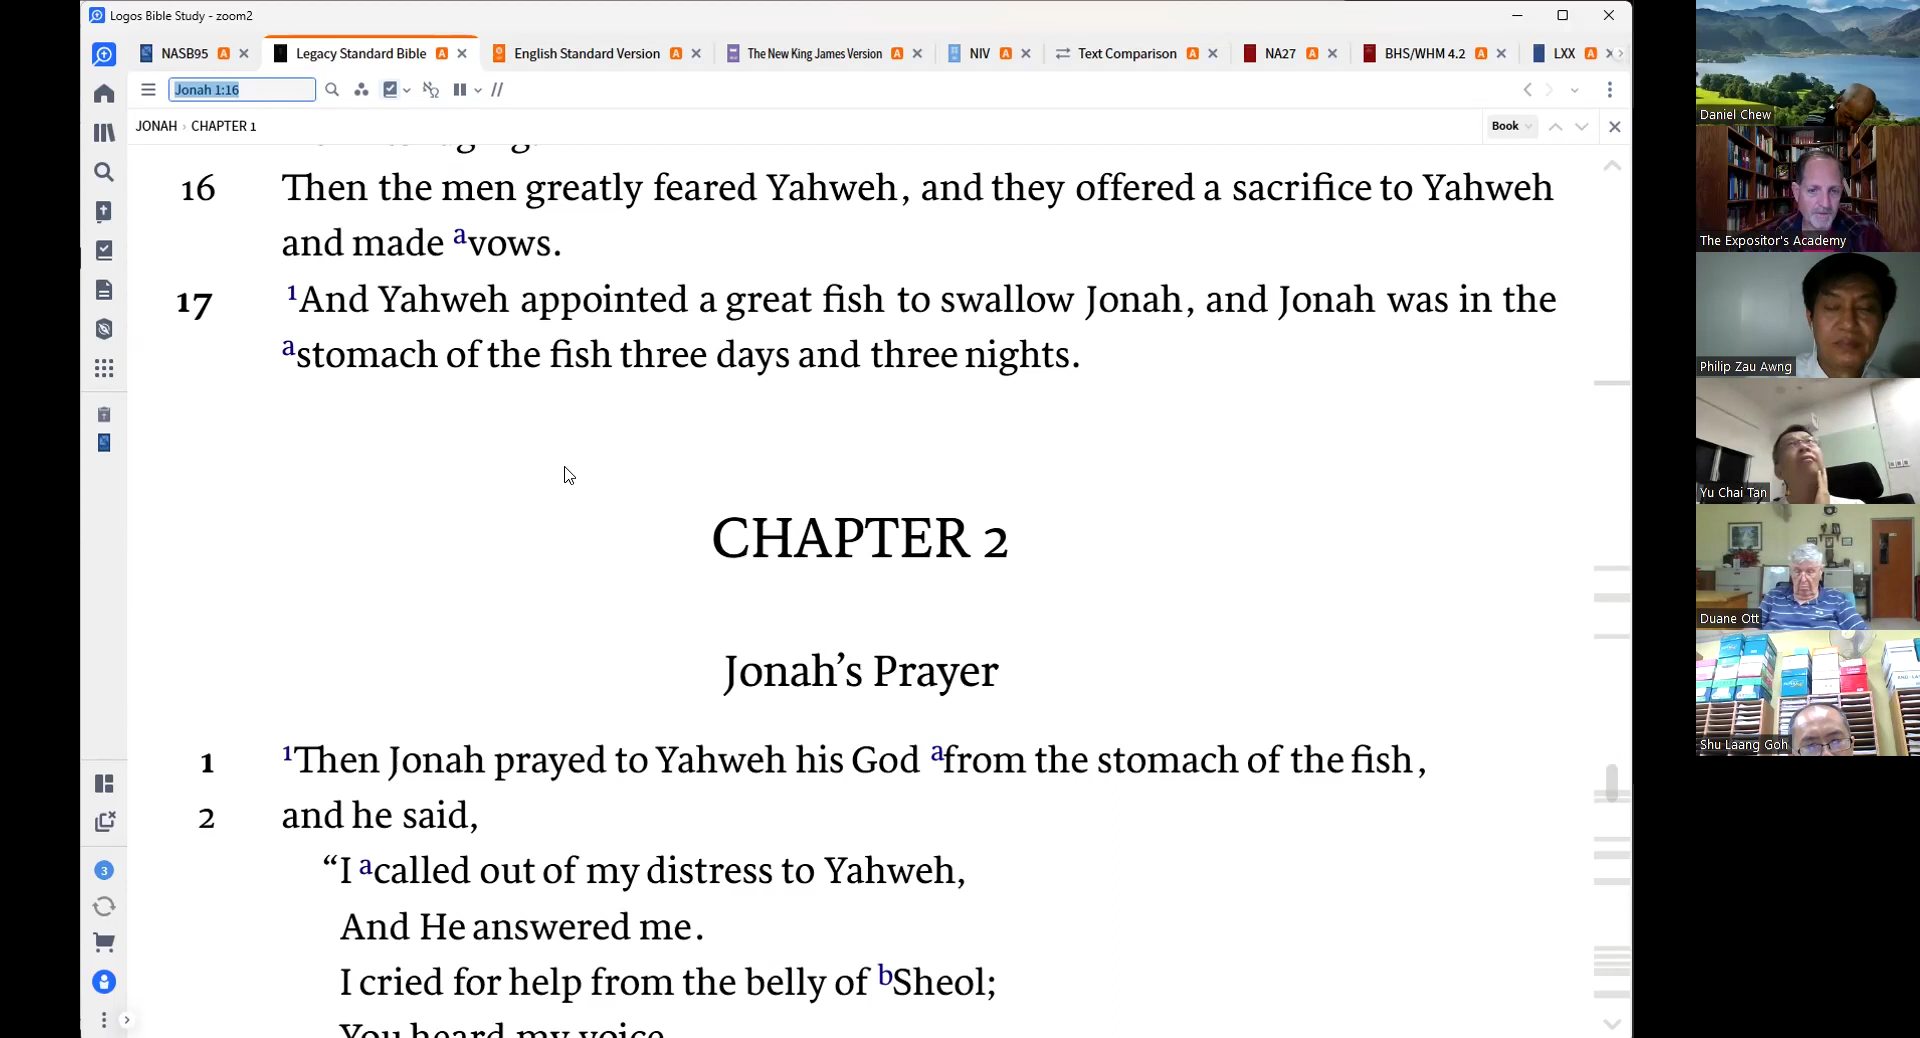 Logos Bible Study - zoom2
NASB95 A Legacy Standard Bible A English Standard Version A The New King James Version A NIV A Text Comparison A NA27 A BHS/WHM 4.2 A LXX A
Jonah 1:16
JONAH › CHAPTER 1
Book
16 Then the men greatly feared Yahweh, and they offered a sacrifice to Yahweh
and made avows.
17 1And Yahweh appointed a great fish to swallow Jonah, and Jonah was in the
astomach of the fish three days and three nights.
CHAPTER 2
Jonah’s Prayer
1 1Then Jonah prayed to Yahweh his God afrom the stomach of the fish,
2 and he said,
“I acalled out of my distress to Yahweh,
And He answered me.
I cried for help from the belly of bSheol;
You heard my voice
3
Daniel Chew
The Expositor's Academy
Philip Zau Awng
Yu Chai Tan
Duane Ott
Shu Laang Goh